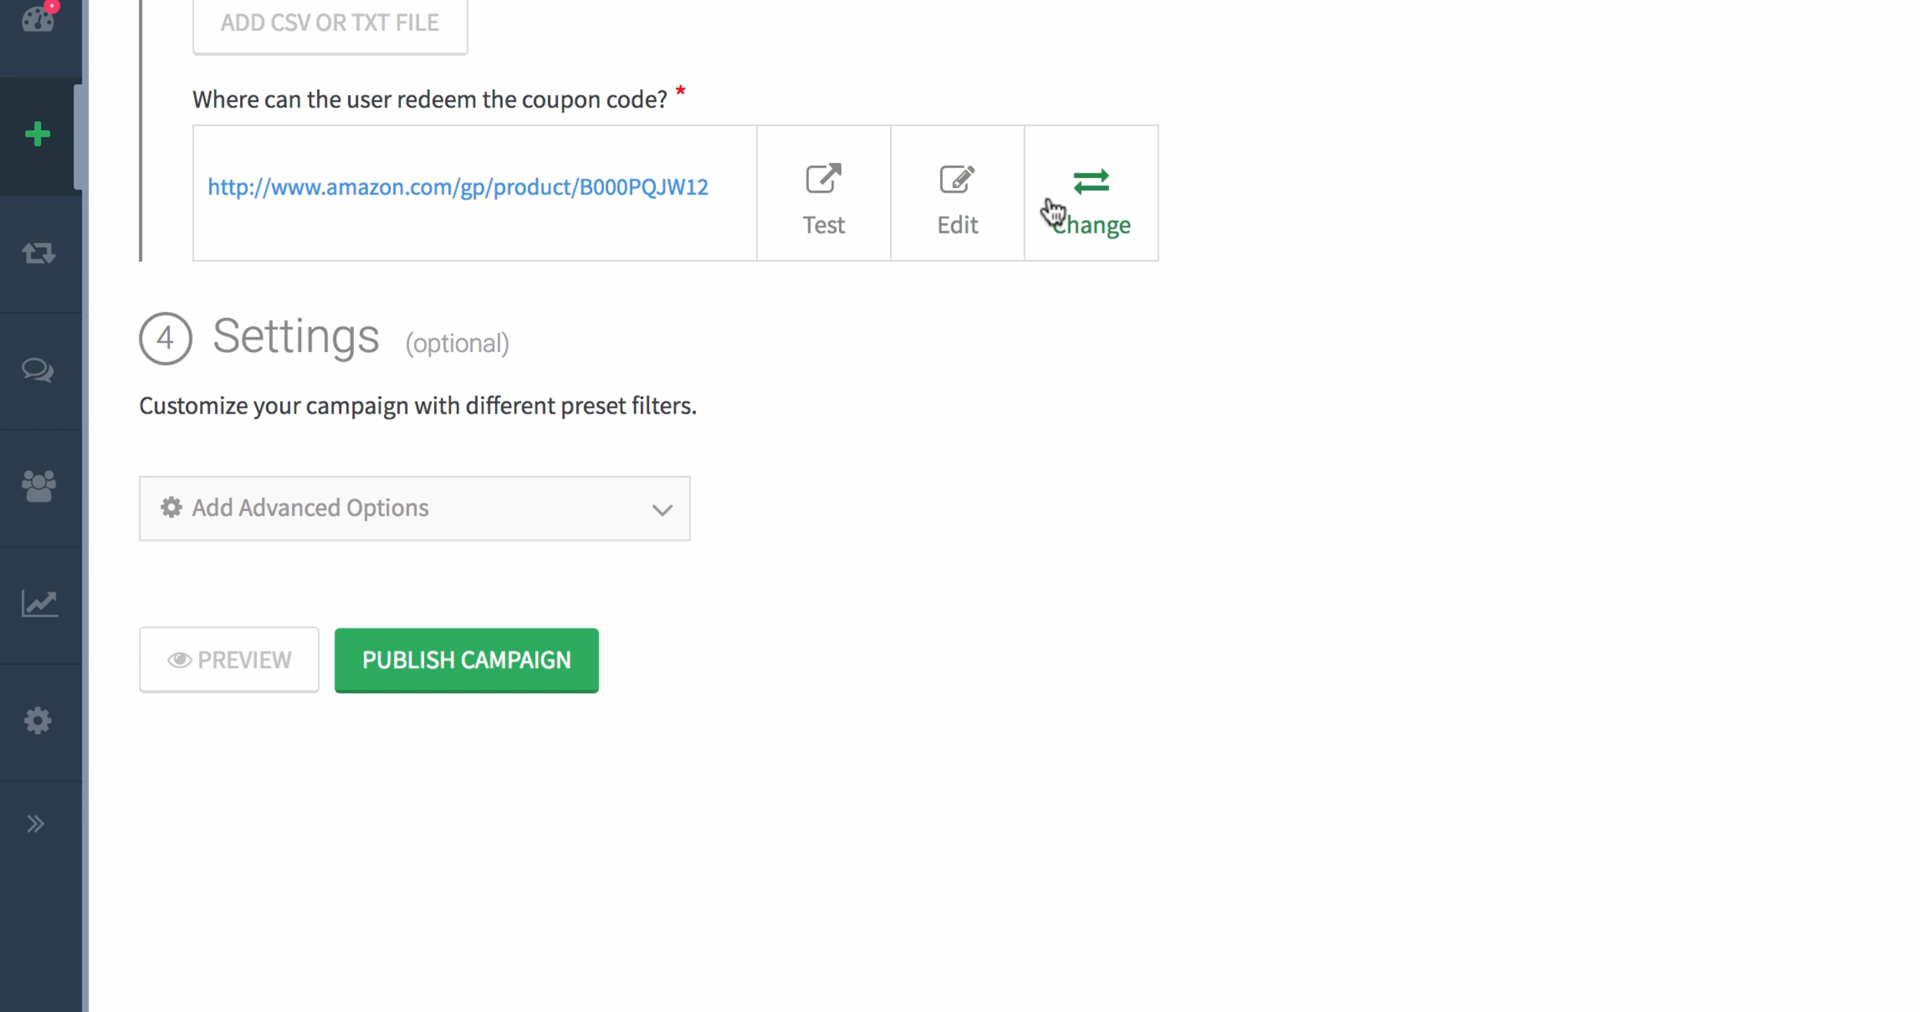 ADD CSV OR TXT FILE
Where can the user redeem the coupon code? *
http://www.amazon.com/gp/product/B000PQJW12
Test
Edit
Change
4 Settings (optional)
Customize your campaign with different preset filters.
Add Advanced Options
PREVIEW
PUBLISH CAMPAIGN